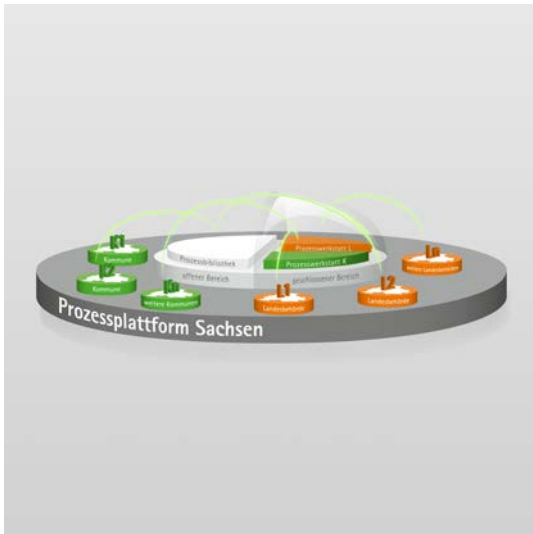 K1
Kommune
K2
Kommune
Kn
weitere Kommunen
Prozessbibliothek
offener Bereich
Prozesswerkstatt L
Prozesswerkstatt K
geschlossener Bereich
L1
Landesbehörde
L2
Landesbehörde
Ln
weitere Landesbehörden
Prozessplattform Sachsen